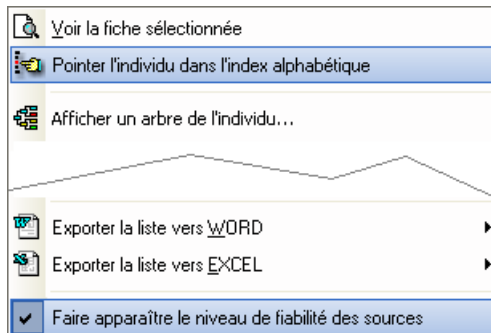 Voir la fiche sélectionnée
Pointer l'individu dans l'index alphabétique
Afficher un arbre de l'individu...
Exporter la liste vers WORD
Exporter la liste vers EXCEL
Faire apparaître le niveau de fiabilité des sources